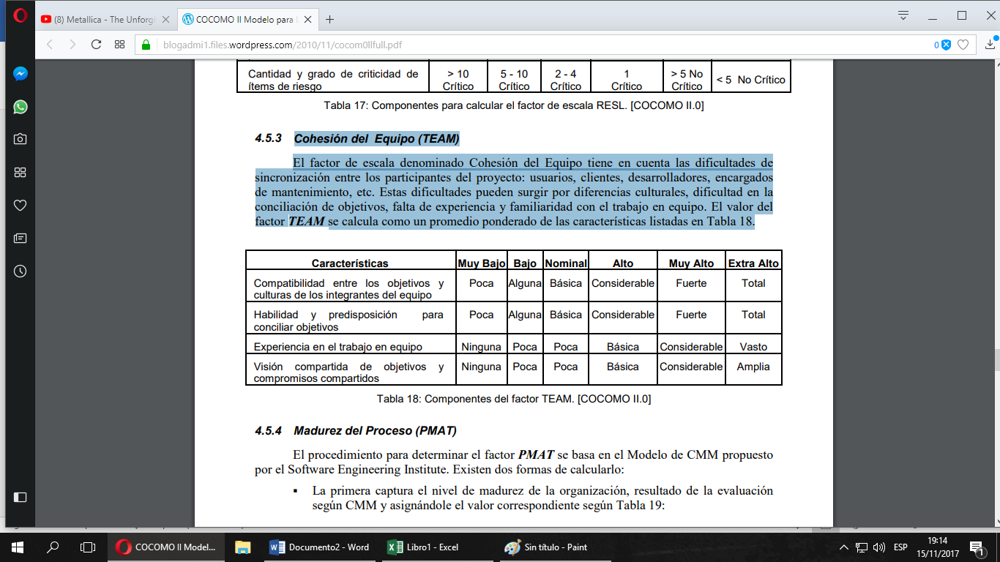 (8) Metallica - The Unforgi
COCOMO II Modelo para
blogadmi1.files.wordpress.com/2010/11/cocom0llfull.pdf
0
Cantidad y grado de criticidad de ítems de riesgo > 10 Crítico 5 - 10 Crítico 2 - 4 Crítico 1 Crítico > 5 No Crítico < 5 No Crítico
Tabla 17: Componentes para calcular el factor de escala RESL. [COCOMO II.0]
4.5.3 Cohesión del Equipo (TEAM)
El factor de escala denominado Cohesión del Equipo tiene en cuenta las dificultades de
sincronización entre los participantes del proyecto: usuarios, clientes, desarrolladores, encargados
de mantenimiento, etc. Estas dificultades pueden surgir por diferencias culturales, dificultad en la
conciliación de objetivos, falta de experiencia y familiaridad con el trabajo en equipo. El valor del
factor TEAM se calcula como un promedio ponderado de las características listadas en Tabla 18.
Características Muy Bajo Bajo Nominal Alto Muy Alto Extra Alto
Compatibilidad entre los objetivos y culturas de los integrantes del equipo Poca Alguna Básica Considerable Fuerte Total
Habilidad y predisposición para conciliar objetivos Poca Alguna Básica Considerable Fuerte Total
Experiencia en el trabajo en equipo Ninguna Poca Poca Básica Considerable Vasto
Visión compartida de objetivos y compromisos compartidos Ninguna Poca Poca Básica Considerable Amplia
Tabla 18: Componentes del factor TEAM. [COCOMO II.0]
4.5.4 Madurez del Proceso (PMAT)
El procedimiento para determinar el factor PMAT se basa en el Modelo de CMM propuesto
por el Software Engineering Institute. Existen dos formas de calcularlo:
▪ La primera captura el nivel de madurez de la organización, resultado de la evaluación
según CMM y asignándole el valor correspondiente según Tabla 19:
COCOMO II Model...
Documento2 - Word
Libro1 - Excel
Sin título - Paint
ESP
19:14
15/11/2017
1